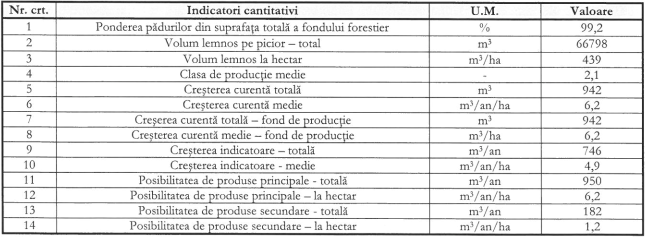 Nr. crt. Indicatori cantitativi U.M. Valoare
1 Ponderea pădurilor din suprafața totală a fondului forestier % 99,2
2 Volum lemnos pe picior – total m³ 66798
3 Volum lemnos la hectar m³/ha 439
4 Clasa de producție medie - 2,1
5 Creșterea curentă totală m³ 942
6 Creșterea curentă medie m³/an/ha 6,2
7 Creșerea curentă totală – fond de producție m³ 942
8 Creșterea curentă medie – fond de producție m³/ha 6,2
9 Creșterea indicatoare – totală m³/an 746
10 Creșterea indicatoare - medie m³/an/ha 4,9
11 Posibilitatea de produse principale - totală m³/an 950
12 Posibilitatea de produse principale – la hectar m³/an/ha 6,2
13 Posibilitatea de produse secundare - totală m³/an 182
14 Posibilitatea de produse secundare – la hectar m³/an/ha 1,2